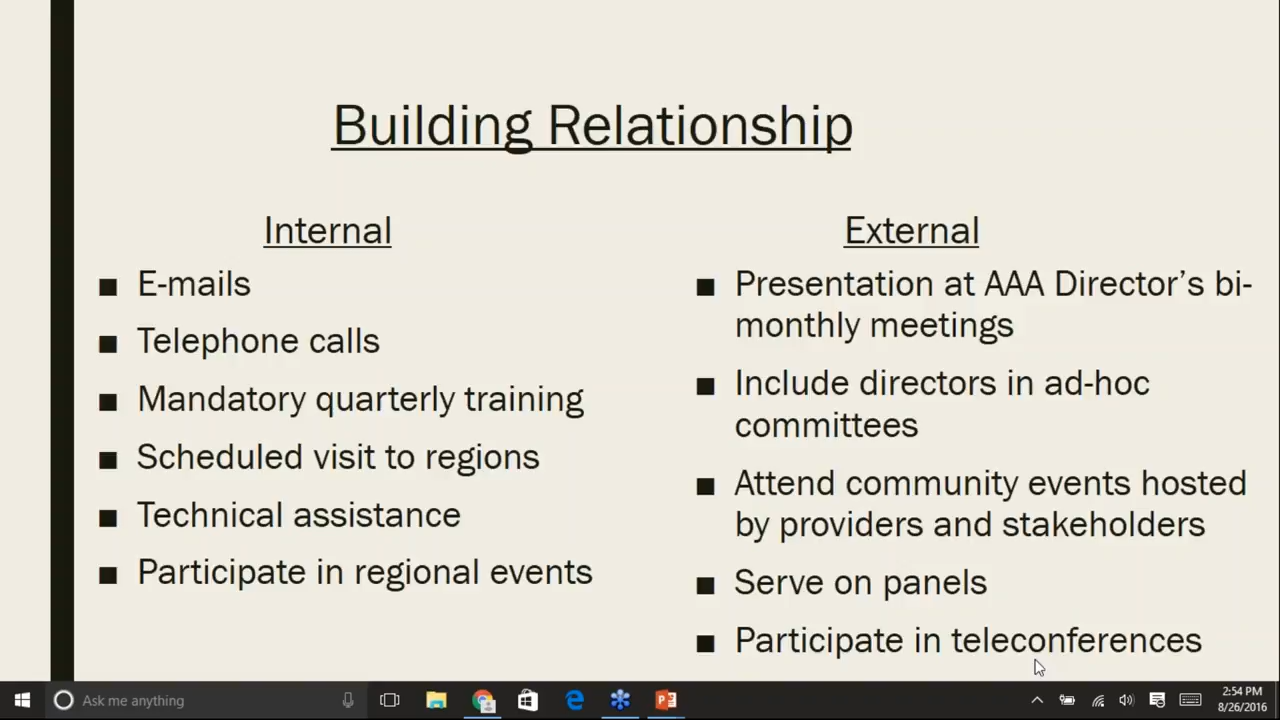 Building Relationship
Internal
E-mails
Telephone calls
Mandatory quarterly training
Scheduled visit to regions
Technical assistance
Participate in regional events
External
Presentation at AAA Director’s bi-
monthly meetings
Include directors in ad-hoc
committees
Attend community events hosted
by providers and stakeholders
Serve on panels
Participate in teleconferences
Ask me anything
2:54 PM
8/26/2016